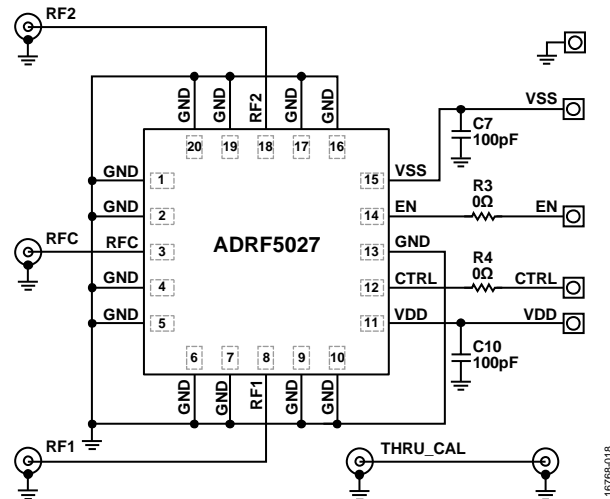 RF2
GND
GND
RF2
GND
GND
VSS
C7
100pF
20
19
18
17
16
GND
1
15
VSS
R3
0Ω
GND
2
14
EN
EN
RFC
RFC
3
ADRF5027
13
GND
R4
0Ω
GND
4
12
CTRL
CTRL
GND
5
11
VDD
VDD
C10
100pF
6
7
8
9
10
GND
GND
RF1
GND
GND
RF1
THRU_CAL
16768-018